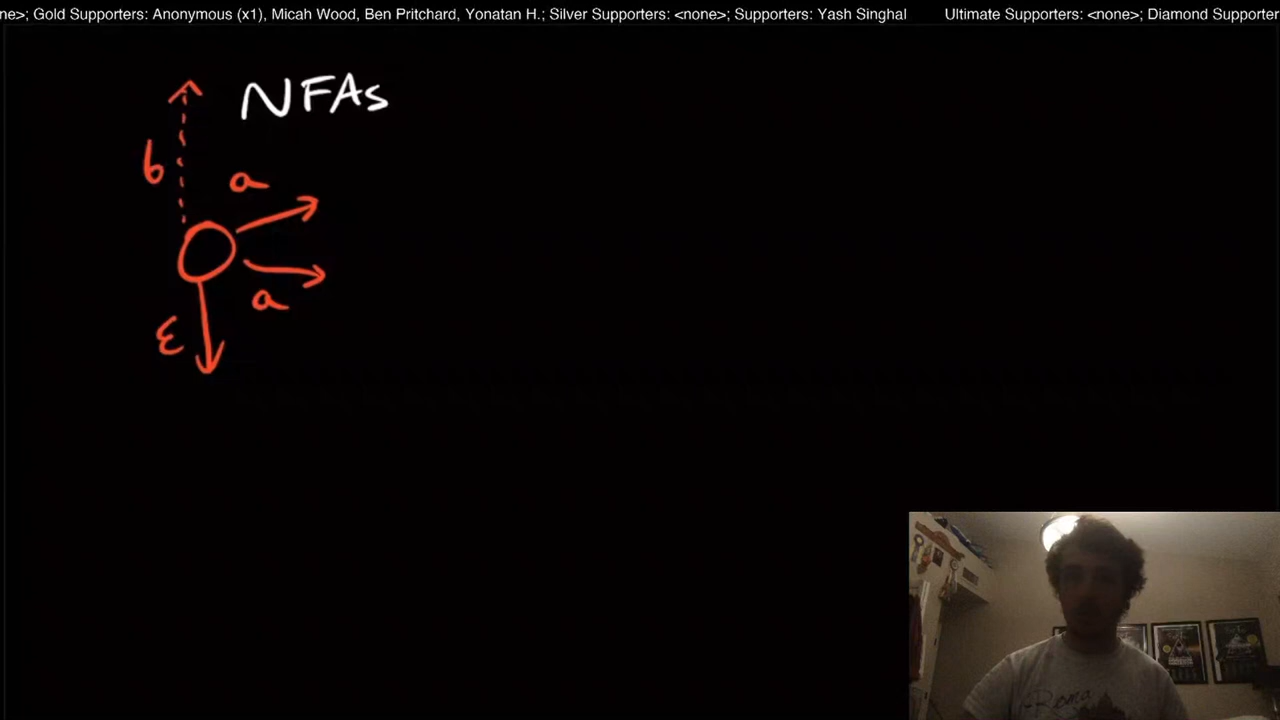 ne>; Gold Supporters: Anonymous (x1), Micah Wood, Ben Pritchard, Yonatan H.; Silver Supporters: <none>; Supporters: Yash Singhal Ultimate Supporters: <none>; Diamond Supporter
NFAs
b
a
a
ε
Roma